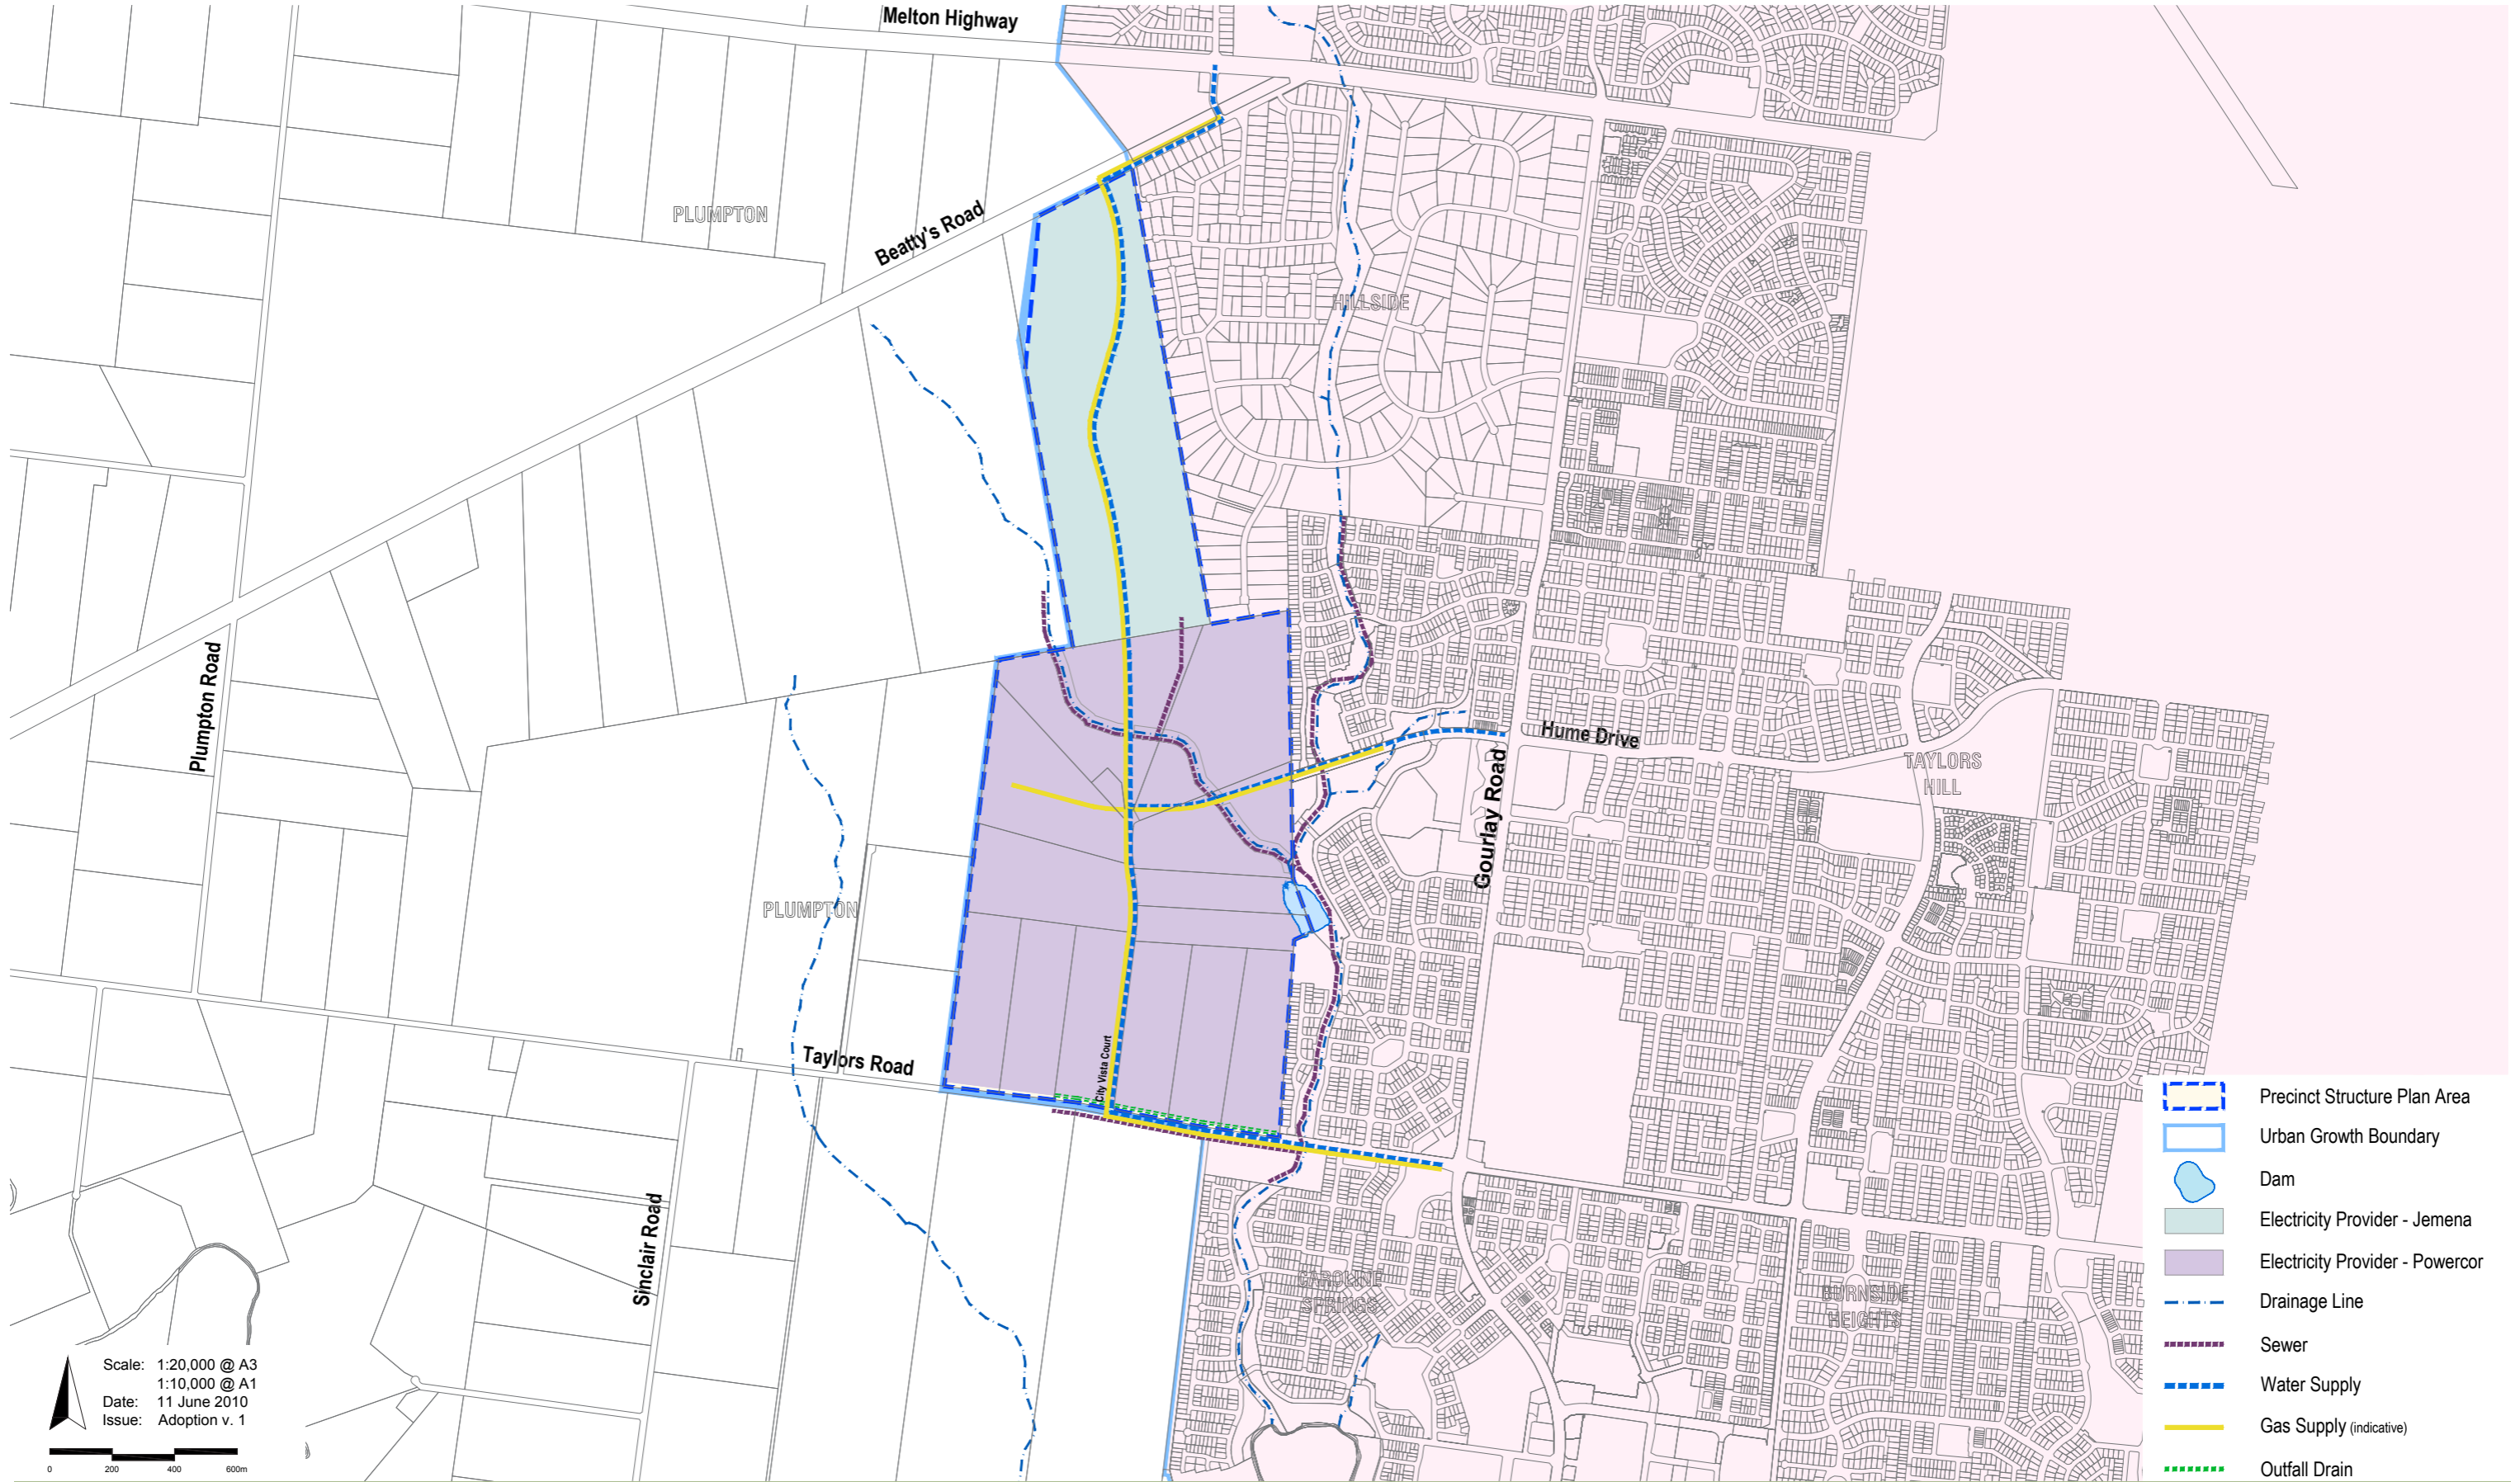 Melton Highway
PLUMPTON
Beatty's Road
HILLSIDE
Plumpton Road
Hume Drive
TAYLORS
HILL
Gourlay Road
PLUMPTON
City Vista Court
Taylors Road
Sinclair Road
CAROLINE
SPRINGS
BURNSIDE
HEIGHTS
Precinct Structure Plan Area
Urban Growth Boundary
Dam
Electricity Provider - Jemena
Electricity Provider - Powercor
Drainage Line
Sewer
Water Supply
Gas Supply (indicative)
Outfall Drain
Scale: 1:20,000 @ A3
1:10,000 @ A1
Date: 11 June 2010
Issue: Adoption v. 1
0 200 400 600m